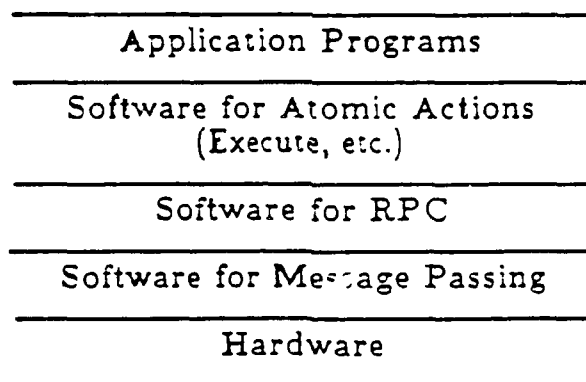 Application Programs
Software for Atomic Actions
(Execute, etc.)
Software for RPC
Software for Message Passing
Hardware